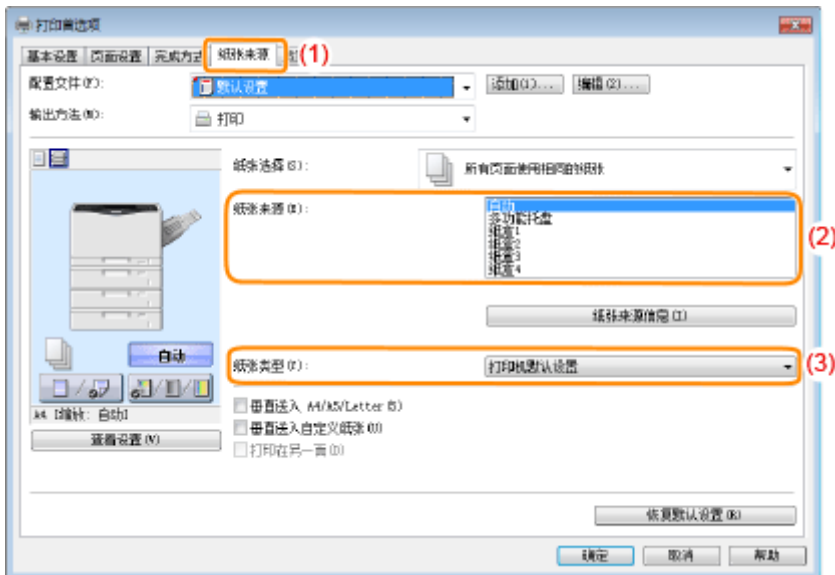 打印首选项
基本设置 页面设置 完成方式 纸张来源 (1)
配置文件(F): 默认设置 添加(1)... 编辑(2)...
输出方法(M): 打印
纸张选择(S): 所有页面使用相同的纸张
纸张来源 自动
多功能托盘
纸盒1
纸盒2
纸盒3
纸盒4
(2)
纸张来源信息(I)
自动
纸张类型 打印机默认设置 (3)
A4 [缩放: 自动]
垂直送入 A4/A5/Letter
垂直送入自定义纸张
查看设置(V)
打印在另一面(D)
恢复默认设置(R)
确定 取消 帮助